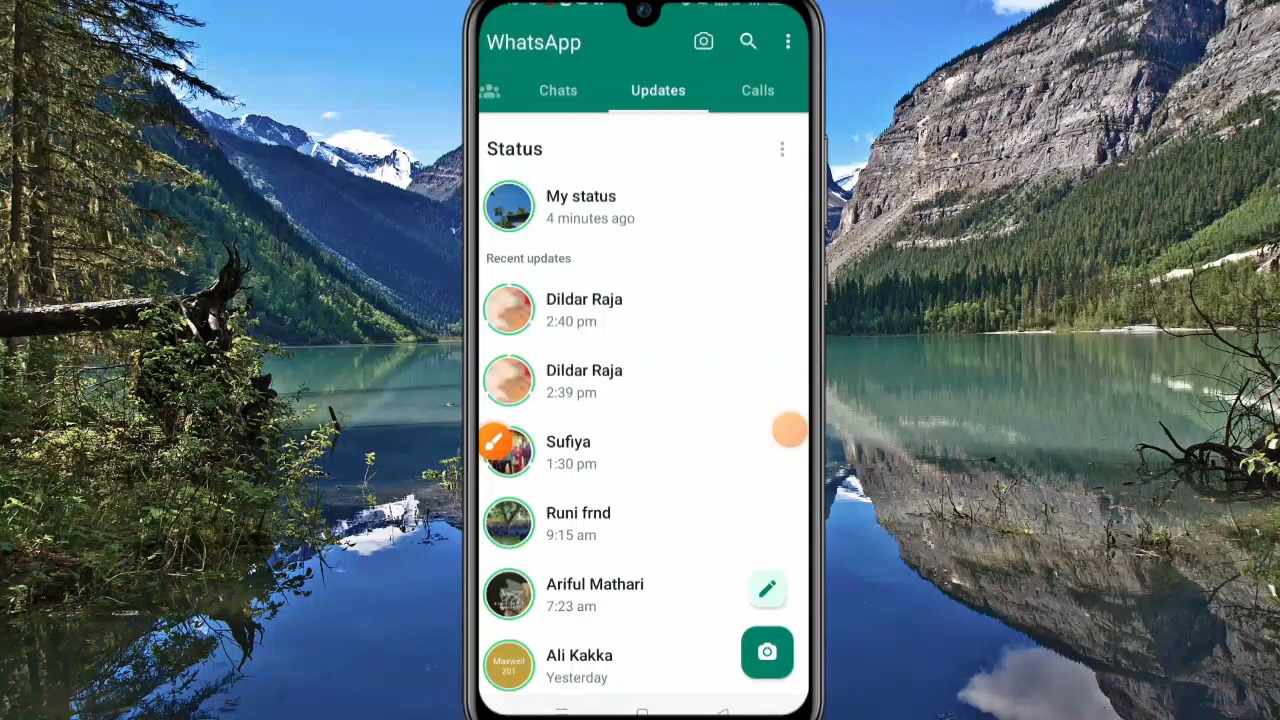 WhatsApp
Chats
Updates
Calls
Status
My status
4 minutes ago
Recent updates
Dildar Raja
2:40 pm
Dildar Raja
2:39 pm
Sufiya
1:30 pm
Runi frnd
9:15 am
Ariful Mathari
7:23 am
Maxwell
201
Ali Kakka
Yesterday